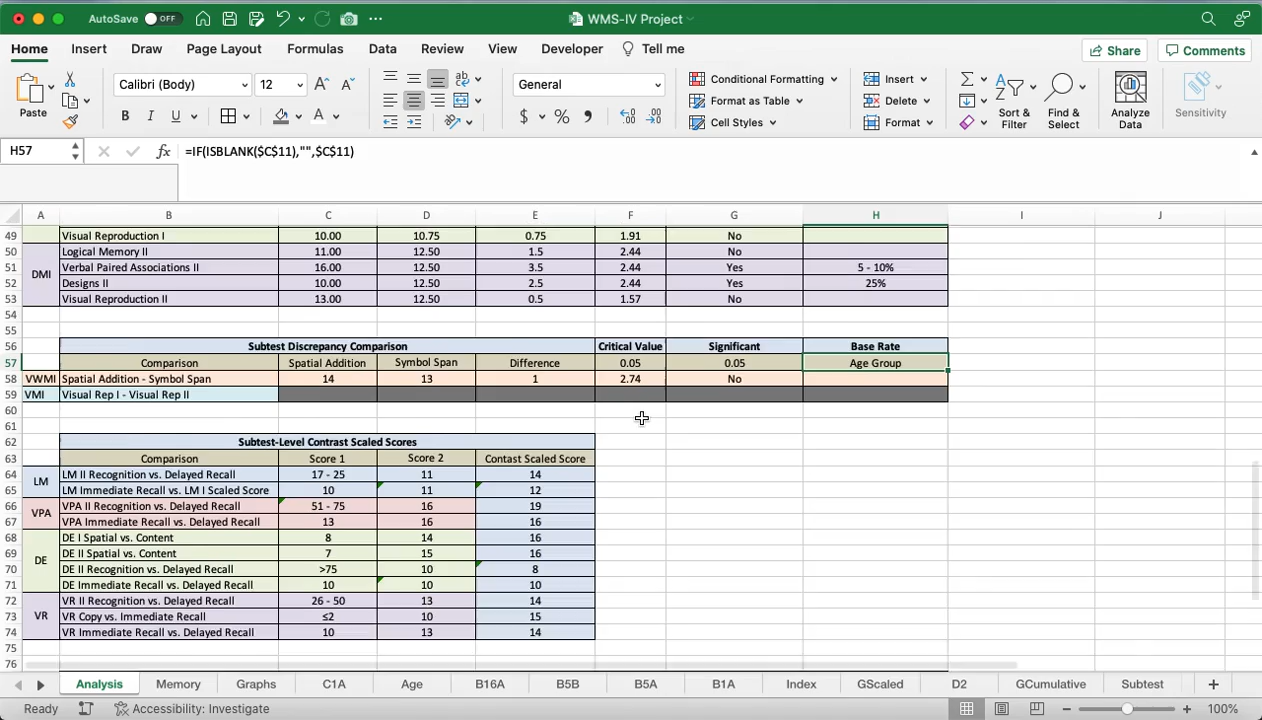 AutoSave OFF WMS-IV Project
Home Insert Draw Page Layout Formulas Data Review View Developer Tell me Share Comments
Paste Calibri (Body) 12 General Conditional Formatting Format as Table Cell Styles Insert Delete Format Sort & Filter Find & Select Analyze Data Sensitivity
H57 fx =IF(ISBLANK($C$11),"",$C$11)
A B C D E F G H I J
49 Visual Reproduction I 10.00 10.75 0.75 1.91 No
50 Logical Memory II 11.00 12.50 1.5 2.44 No
DMI
51 Verbal Paired Associations II 16.00 12.50 3.5 2.44 Yes 5 - 10%
52 Designs II 10.00 12.50 2.5 2.44 Yes 25%
53 Visual Reproduction II 13.00 12.50 0.5 1.57 No
54
55
56 Subtest Discrepancy Comparison Critical Value Significant Base Rate
57 Comparison Spatial Addition Symbol Span Difference 0.05 0.05 Age Group
58 VWMI Spatial Addition - Symbol Span 14 13 1 2.74 No
59 VMI Visual Rep I - Visual Rep II
60
61
62 Subtest-Level Contrast Scaled Scores
63 Comparison Score 1 Score 2 Contast Scaled Score
64 LM II Recognition vs. Delayed Recall 17 - 25 11 14
LM
65 LM Immediate Recall vs. LM I Scaled Score 10 11 12
66 VPA II Recognition vs. Delayed Recall 51 - 75 16 19
VPA
67 VPA Immediate Recall vs. Delayed Recall 13 16 16
68 DE I Spatial vs. Content 8 14 16
69 DE II Spatial vs. Content 7 15 16
DE
70 DE II Recognition vs. Delayed Recall >75 10 8
71 DE Immediate Recall vs. Delayed Recall 10 10 10
72 VR II Recognition vs. Delayed Recall 26 - 50 13 14
73 VR VR Copy vs. Immediate Recall ≤2 10 15
74 VR Immediate Recall vs. Delayed Recall 10 13 14
75
76
Analysis Memory Graphs C1A Age B16A B5B B5A B1A Index GScaled D2 GCumulative Subtest
Ready Accessibility: Investigate 100%